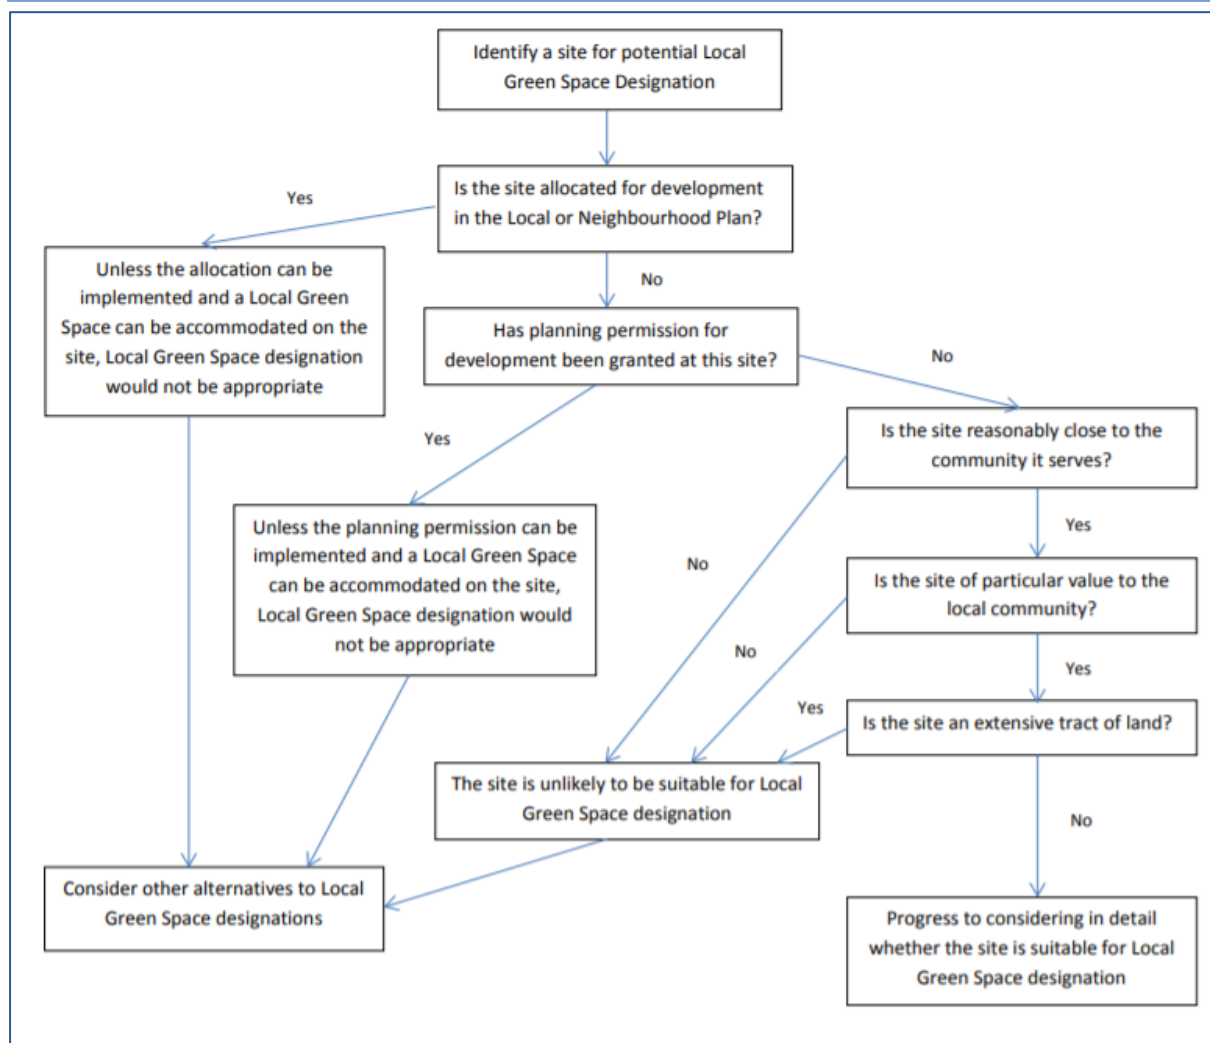 Identify a site for potential Local
Green Space Designation
Is the site allocated for development
in the Local or Neighbourhood Plan?
Yes
Unless the allocation can be
implemented and a Local Green
Space can be accommodated on the
site, Local Green Space designation
would not be appropriate
No
Has planning permission for
development been granted at this site?
No
Is the site reasonably close to the
community it serves?
Yes
Unless the planning permission can be
implemented and a Local Green Space
can be accommodated on the site,
Local Green Space designation would
not be appropriate
Yes
No
Is the site of particular value to the
local community?
No
Yes
Yes
Is the site an extensive tract of land?
The site is unlikely to be suitable for Local
Green Space designation
No
Consider other alternatives to Local
Green Space designations
Progress to considering in detail
whether the site is suitable for Local
Green Space designation